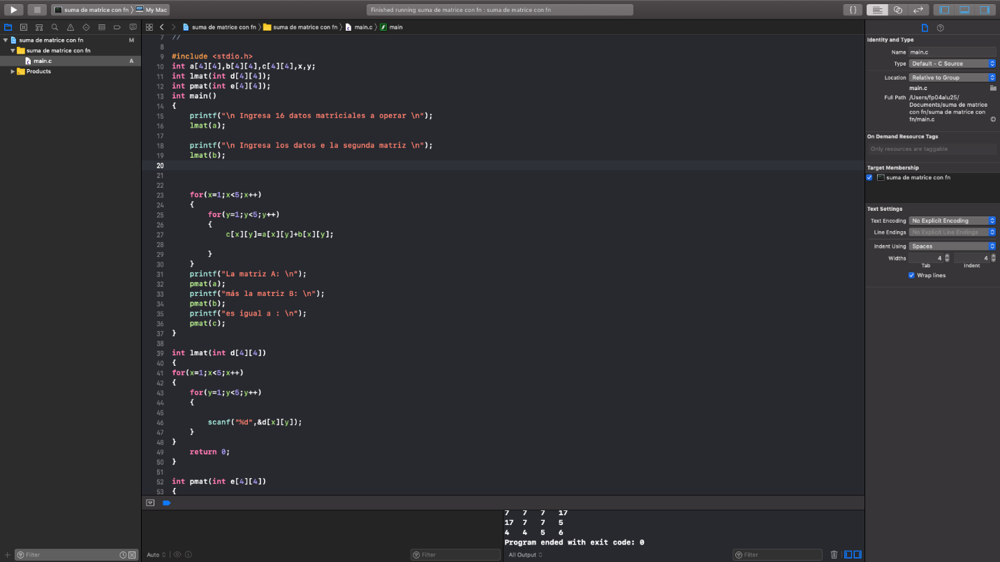 suma de matrice con fn 〉 My Mac
Finished running suma de matrice con fn : suma de matrice con fn
{ }
suma de matrice con fn 〉 suma de matrice con fn 〉 main.c 〉 main
suma de matrice con fn M
suma de matrice con fn
main.c A
Products
7 //
8
9 #include <stdio.h>
10 int a[4][4],b[4][4],c[4][4],x,y;
11 int lmat(int d[4][4]);
12 int pmat(int e[4][4]);
13 int main()
14 {
15 printf("\n Ingresa 16 datos matriciales a operar \n");
16 lmat(a);
17
18 printf("\n Ingresa los datos e la segunda matriz \n");
19 lmat(b);
20
21
22
23 for(x=1;x<5;x++)
24 {
25 for(y=1;y<5;y++)
26 {
27 c[x][y]=a[x][y]+b[x][y];
28
29 }
30 }
31 printf("La matriz A: \n");
32 pmat(a);
33 printf("más la matriz B: \n");
34 pmat(b);
35 printf("es igual a : \n");
36 pmat(c);
37 }
38
39 int lmat(int d[4][4])
40 {
41 for(x=1;x<5;x++)
42 {
43 for(y=1;y<5;y++)
44 {
45
46 scanf("%d",&d[x][y]);
47 }
48 }
49 return 0;
50 }
51
52 int pmat(int e[4][4])
53 {
7 7 7 17
17 7 7 5
4 4 5 6
Program ended with exit code: 0
Filter
Auto
Filter
All Output
Filter
Identity and Type
Name main.c
Type Default - C Source
Location Relative to Group
main.c
Full Path /Users/fp04alu25/
Documents/suma de matrice
con fn/suma de matrice con
fn/main.c
On Demand Resource Tags
Only resources are taggable
Target Membership
suma de matrice con fn
Text Settings
Text Encoding No Explicit Encoding
Line Endings No Explicit Line Endings
Indent Using Spaces
Widths 4 4
Tab Indent
Wrap lines